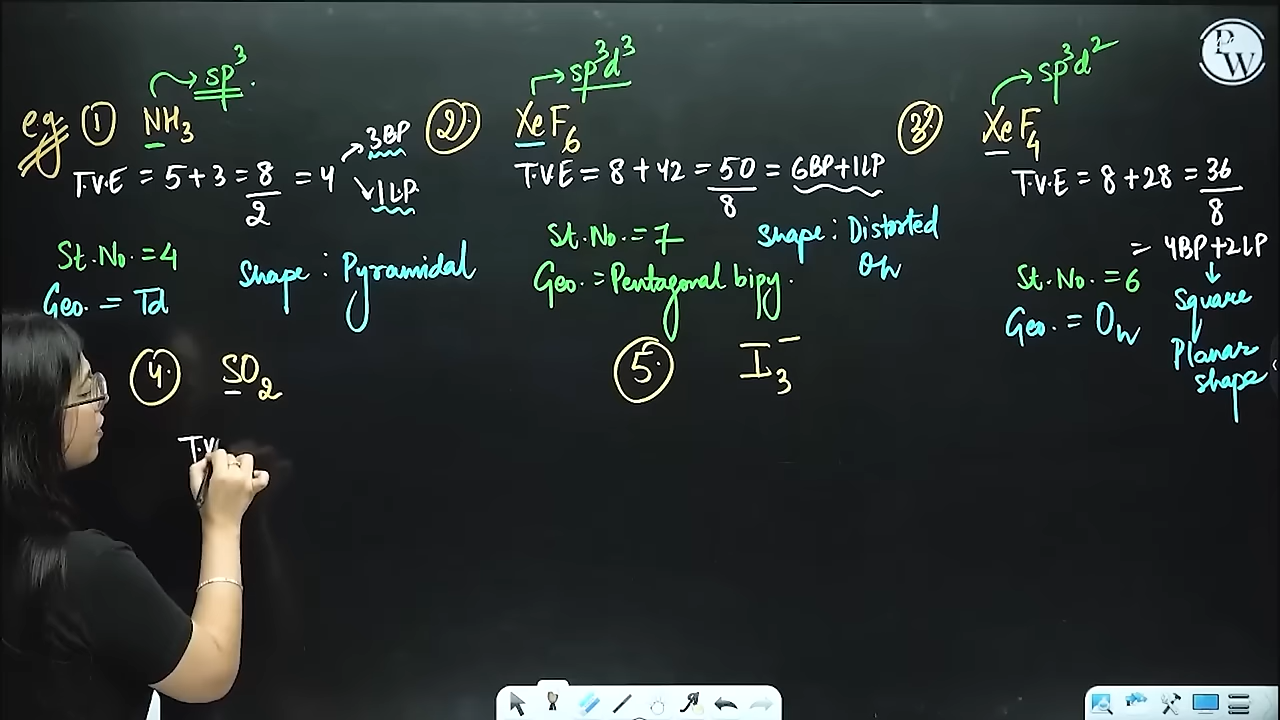 PW
e.g. ① NH₃ → sp³.
T.V.E = 5 + 3 = 8/2 = 4 → 3BP
↘ 1L.P
St. No. = 4
Geo. = Td
Shape : Pyramidal
②. XeF₆ → sp³d³
T.V.E = 8 + 42 = 50/8 = 6BP+1LP
St. No. = 7
Geo. = Pentagonal bipy.
Shape : Distorted
Oh
③. XeF₄ → sp³d²
T.V.E = 8 + 28 = 36/8
= 4BP+2LP
↓
Square
Planar
shape
St. No. = 6
Geo. = Oh
④. SO₂
T.V
⑤. I₃⁻